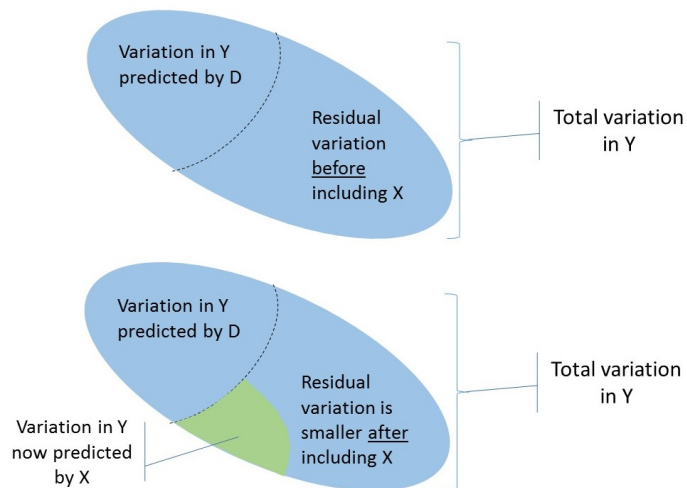 Variation in Y
predicted by D
Residual
variation
before
including X
Total variation
in Y
Variation in Y
predicted by D
Residual
variation is
smaller after
including X
Total variation
in Y
Variation in Y
now predicted
by X